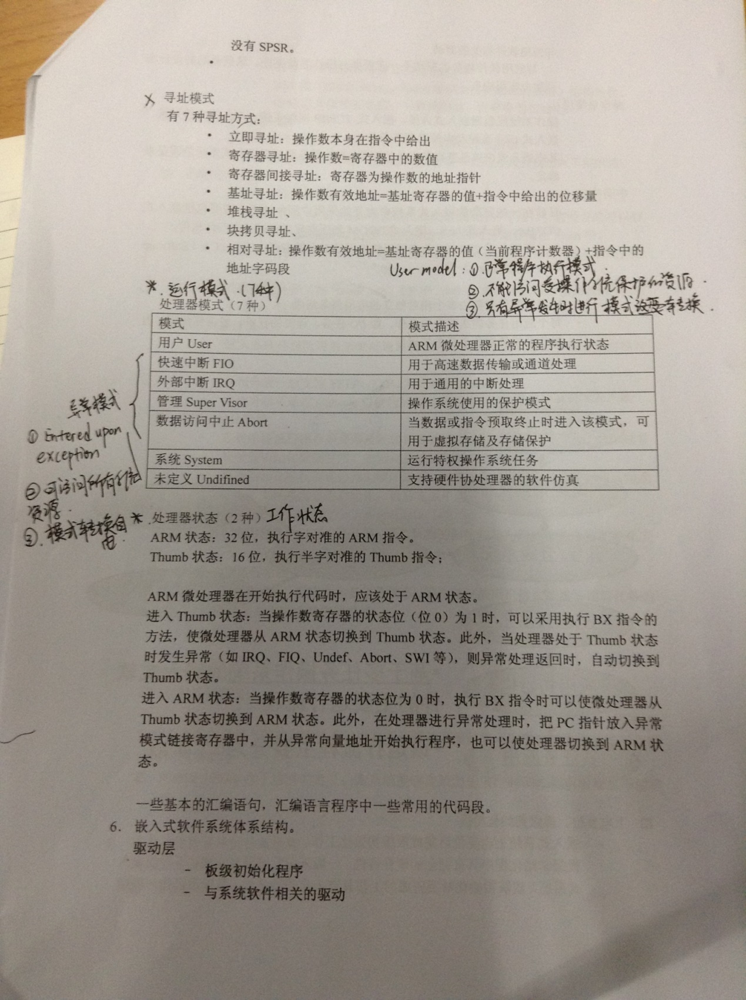 没有 SPSR。
寻址模式
有 7 种寻址方式：
• 立即寻址：操作数本身在指令中给出
• 寄存器寻址：操作数=寄存器中的数值
• 寄存器间接寻址：寄存器为操作数的地址指针
• 基址寻址：操作数有效地址=基址寄存器的值+指令中给出的位移量
• 堆栈寻址 、
• 块拷贝寻址、
• 相对寻址：操作数有效地址=基址寄存器的值（当前程序计数器）+指令中的
地址字码段
User model：① 正常程序执行模式.
② 不能访问受操作系统保护的资源.
③ 只有异常发生时进行模式转换.
*. 运行模式.（7种）
处理器模式（7 种）
模式 模式描述
用户 User ARM 微处理器正常的程序执行状态
快速中断 FIO 用于高速数据传输或通道处理
外部中断 IRQ 用于通用的中断处理
管理 Super Visor 操作系统使用的保护模式
数据访问中止 Abort 当数据或指令预取终止时进入该模式，可
用于虚拟存储及存储保护
系统 System 运行特权操作系统任务
未定义 Undifined 支持硬件协处理器的软件仿真
异常模式
① Entered upon
exception
② 可访问所有系统
资源.
③. 模式转换自
由.
*. 处理器状态（2 种）工作状态
ARM 状态：32 位，执行字对准的 ARM 指令。
Thumb 状态：16 位，执行半字对准的 Thumb 指令；
ARM 微处理器在开始执行代码时，应该处于 ARM 状态。
进入 Thumb 状态：当操作数寄存器的状态位（位 0）为 1 时，可以采用执行 BX 指令的
方法，使微处理器从 ARM 状态切换到 Thumb 状态。此外，当处理器处于 Thumb 状态
时发生异常（如 IRQ、FIQ、Undef、Abort、SWI 等），则异常处理返回时，自动切换到
Thumb 状态。
进入 ARM 状态：当操作数寄存器的状态位为 0 时，执行 BX 指令时可以使微处理器从
Thumb 状态切换到 ARM 状态。此外，在处理器进行异常处理时，把 PC 指针放入异常
模式链接寄存器中，并从异常向量地址开始执行程序，也可以使处理器切换到 ARM 状
态。
一些基本的汇编语句，汇编语言程序中一些常用的代码段。
6. 嵌入式软件系统体系结构。
驱动层
- 板级初始化程序
- 与系统软件相关的驱动